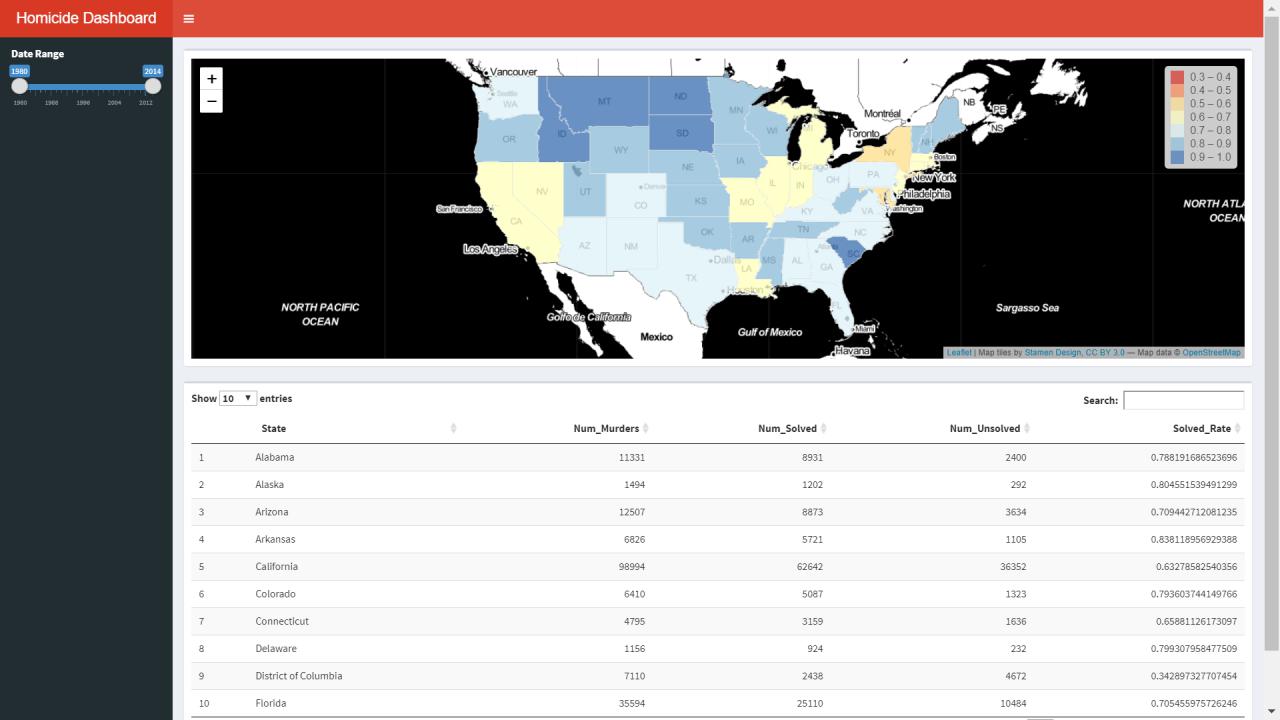 Homicide Dashboard
Date Range
1980 2014
1980 1988 1996 2004 2012
+
−
Vancouver
Seattle
WA
MT
ND
MN
OR
ID
SD
WI
MI
WY
IA
NE
NV
UT
Denver
CO
KS
MO
IL
IN
OH
PA
NY
NH
Chicago
Toronto
Montréal
NB
PE
NS
Boston
New York
Philadelphia
Washington
San Francisco
CA
Los Angeles
AZ
NM
OK
AR
TN
KY
VA
NC
SC
Atlanta
MS
AL
GA
LA
TX
Dallas
Houston
FL
Miami
Havana
NORTH PACIFIC
OCEAN
Golfo de California
Mexico
Gulf of Mexico
Sargasso Sea
NORTH ATLA
OCEAN
0.3 – 0.4
0.4 – 0.5
0.5 – 0.6
0.6 – 0.7
0.7 – 0.8
0.8 – 0.9
0.9 – 1.0
Leaflet | Map tiles by Stamen Design, CC BY 3.0 — Map data © OpenStreetMap
Show 10 entries
Search:
State Num_Murders Num_Solved Num_Unsolved Solved_Rate
1 Alabama 11331 8931 2400 0.788191686523696
2 Alaska 1494 1202 292 0.804551539491299
3 Arizona 12507 8873 3634 0.709442712081235
4 Arkansas 6826 5721 1105 0.838118956929388
5 California 98994 62642 36352 0.63278582540356
6 Colorado 6410 5087 1323 0.793603744149766
7 Connecticut 4795 3159 1636 0.65881126173097
8 Delaware 1156 924 232 0.799307958477509
9 District of Columbia 7110 2438 4672 0.342897327707454
10 Florida 35594 25110 10484 0.705455975726246